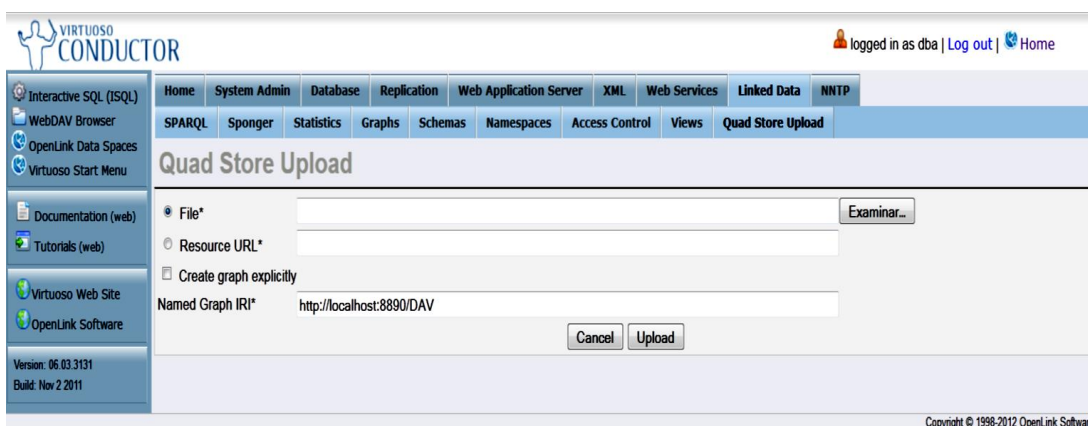 VIRTUOSO
CONDUCTOR
logged in as dba | Log out | Home
Interactive SQL (ISQL)
WebDAV Browser
OpenLink Data Spaces
Virtuoso Start Menu
Documentation (web)
Tutorials (web)
Virtuoso Web Site
OpenLink Software
Version: 06.03.3131
Build: Nov 2 2011
Home System Admin Database Replication Web Application Server XML Web Services Linked Data NNTP
SPARQL Sponger Statistics Graphs Schemas Namespaces Access Control Views Quad Store Upload
Quad Store Upload
File* Examinar...
Resource URL*
Create graph explicitly
Named Graph IRI* http://localhost:8890/DAV
Cancel Upload
Copyright © 1998-2012 OpenLink Softwar